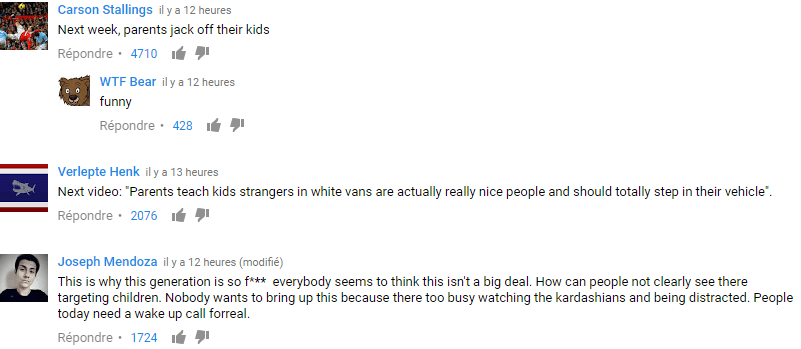 Carson Stallings il y a 12 heures
Next week, parents jack off their kids
Répondre • 4710
WTF Bear il y a 12 heures
funny
Répondre • 428
Verlepte Henk il y a 13 heures
Next video: "Parents teach kids strangers in white vans are actually really nice people and should totally step in their vehicle".
Répondre • 2076
Joseph Mendoza il y a 12 heures (modifié)
This is why this generation is so f*** everybody seems to think this isn't a big deal. How can people not clearly see there
targeting children. Nobody wants to bring up this because there too busy watching the kardashians and being distracted. People
today need a wake up call forreal.
Répondre • 1724